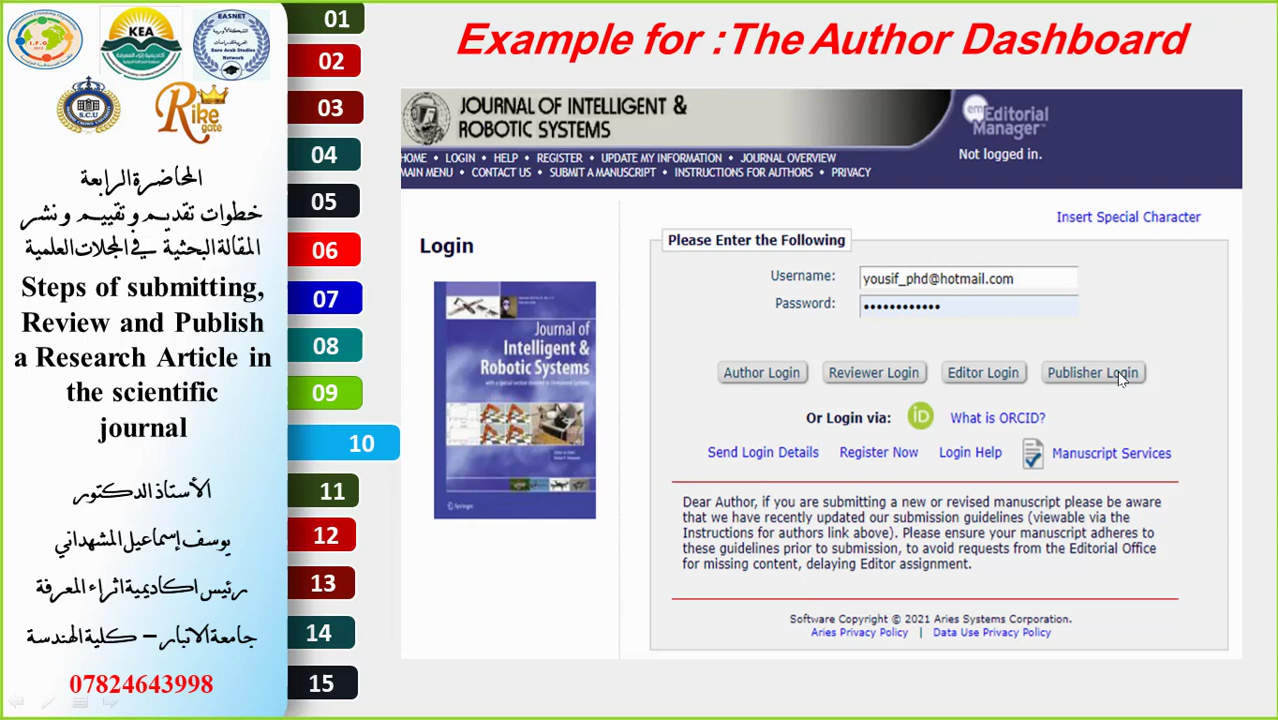 I.F.O
KEA
EASNET
Euro Arab Studies
Network
S.C.U
Rike
gate
المحاضرة الرابعة
خطوات تقديم وتقييم ونشر
المقالة البحثية في المجلات العلمية
Steps of submitting,
Review and Publish
a Research Article in
the scientific
journal
الأستاذ الدكتور
يوسف إسماعيل المشهداني
رئيس اكاديمية اثراء المعرفة
جامعة الانبار – كلية الهندسة
07824643998
01
02
03
04
05
06
07
08
09
10
11
12
13
14
15
Example for :The Author Dashboard
JOURNAL OF INTELLIGENT &
ROBOTIC SYSTEMS
em Editorial
Manager™
Not logged in.
HOME • LOGIN • HELP • REGISTER • UPDATE MY INFORMATION • JOURNAL OVERVIEW
MAIN MENU • CONTACT US • SUBMIT A MANUSCRIPT • INSTRUCTIONS FOR AUTHORS • PRIVACY
Insert Special Character
Login
Please Enter the Following
Username: yousif_phd@hotmail.com
Password: ••••••••••••
Journal of
Intelligent &
Robotic Systems
Springer
Author Login Reviewer Login Editor Login Publisher Login
Or Login via: iD What is ORCID?
Send Login Details Register Now Login Help Manuscript Services
Dear Author, if you are submitting a new or revised manuscript please be aware
that we have recently updated our submission guidelines (viewable via the
Instructions for authors link above). Please ensure your manuscript adheres to
these guidelines prior to submission, to avoid requests from the Editorial Office
for missing content, delaying Editor assignment.
Software Copyright © 2021 Aries Systems Corporation.
Aries Privacy Policy | Data Use Privacy Policy